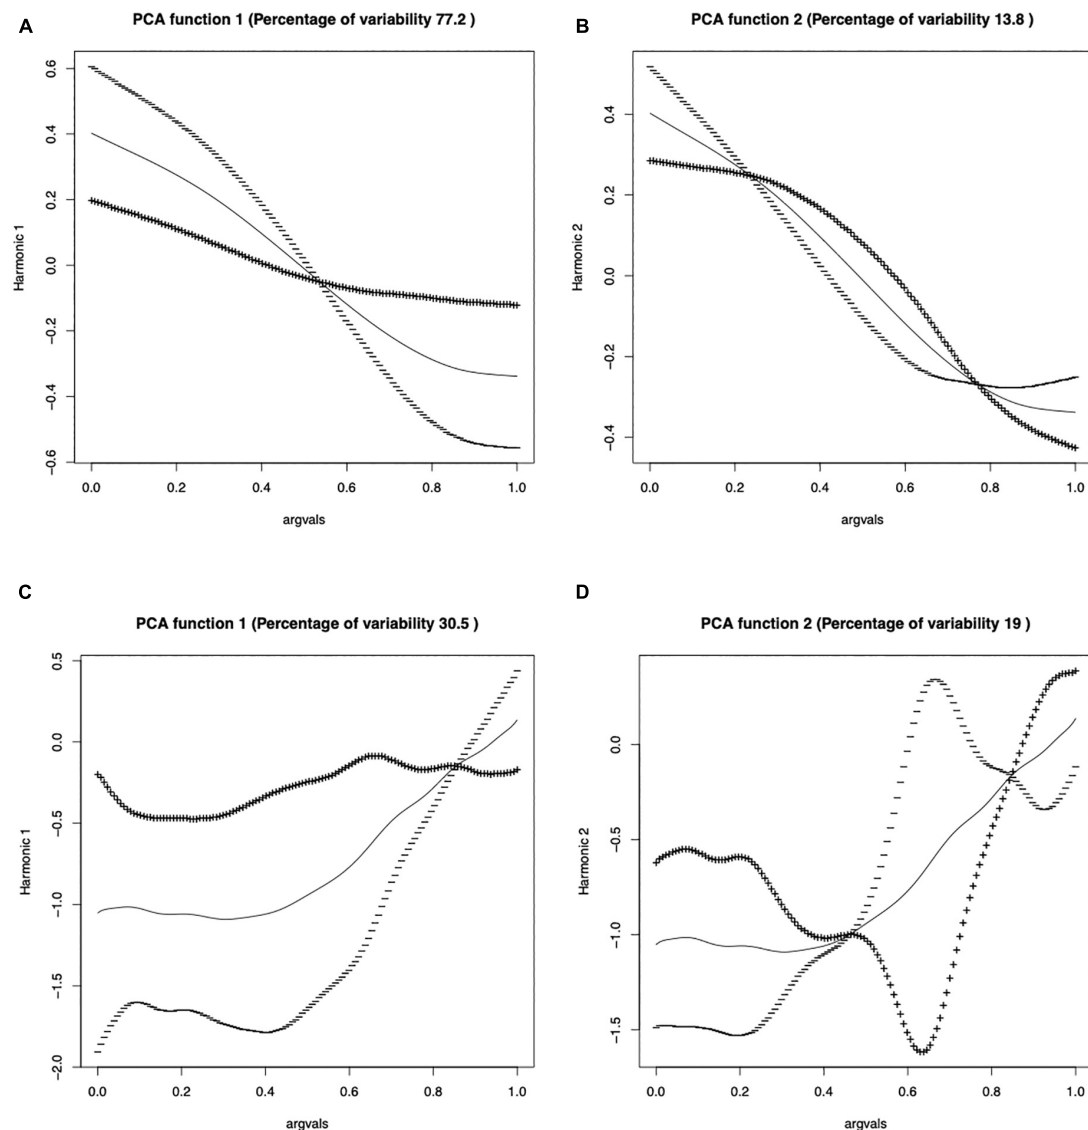 A
PCA function 1 (Percentage of variability 77.2 )
Harmonic 1
0.6
0.4
0.2
0.0
−0.2
−0.4
−0.6
0.0 0.2 0.4 0.6 0.8 1.0
argvals
B
PCA function 2 (Percentage of variability 13.8 )
Harmonic 2
0.4
0.2
0.0
−0.2
−0.4
0.0 0.2 0.4 0.6 0.8 1.0
argvals
C
PCA function 1 (Percentage of variability 30.5 )
Harmonic 1
0.5
0.0
−0.5
−1.0
−1.5
−2.0
0.0 0.2 0.4 0.6 0.8 1.0
argvals
D
PCA function 2 (Percentage of variability 19 )
Harmonic 2
0.0
−0.5
−1.0
−1.5
0.0 0.2 0.4 0.6 0.8 1.0
argvals